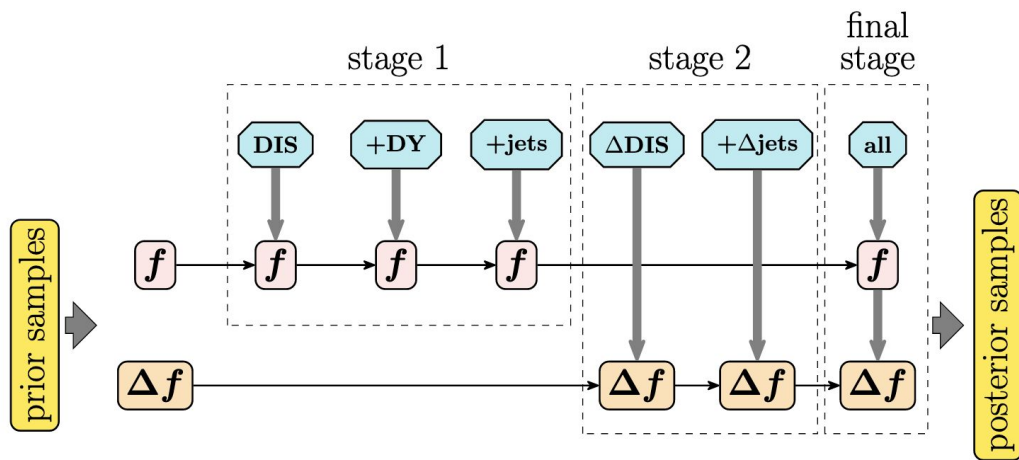 final
stage 1 stage 2 stage
DIS +DY +jets ΔDIS +Δjets all
prior samples
f f f f f
posterior samples
Δf Δf Δf Δf